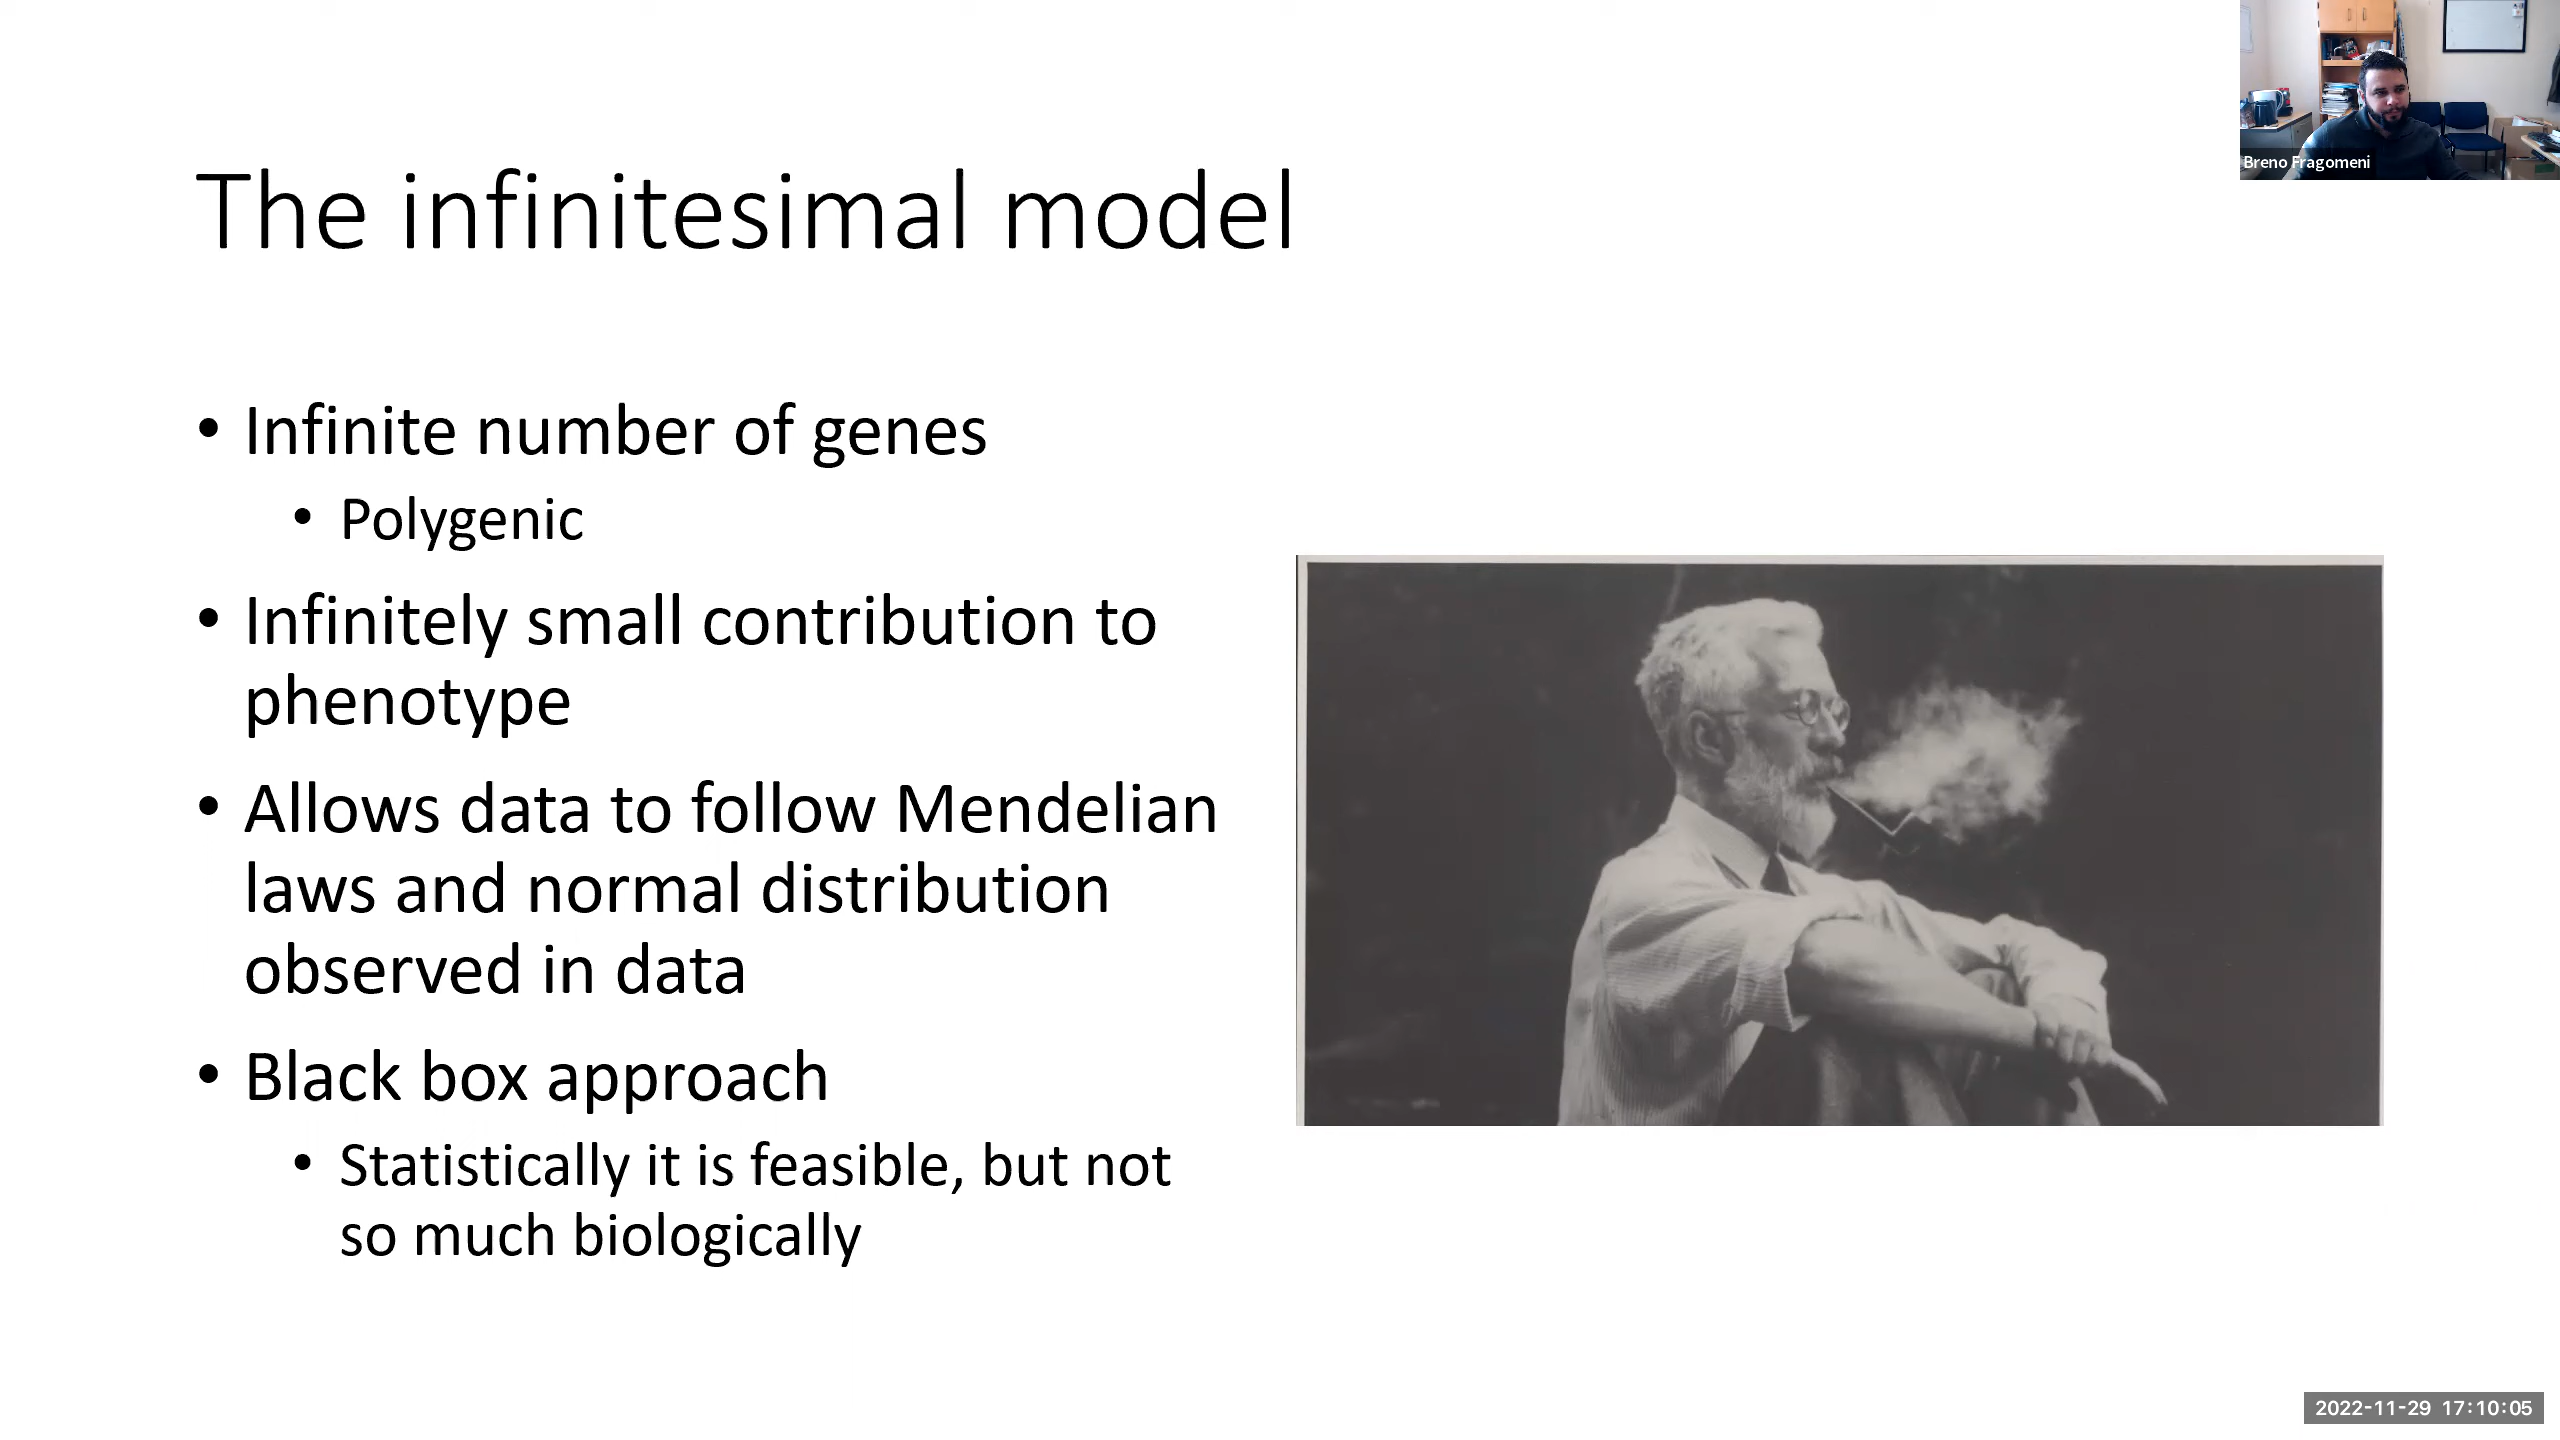 Breno Fragomeni
The infinitesimal model
• Infinite number of genes
• Polygenic
• Infinitely small contribution to
phenotype
• Allows data to follow Mendelian
laws and normal distribution
observed in data
• Black box approach
• Statistically it is feasible, but not
so much biologically
2022-11-29 17:10:05